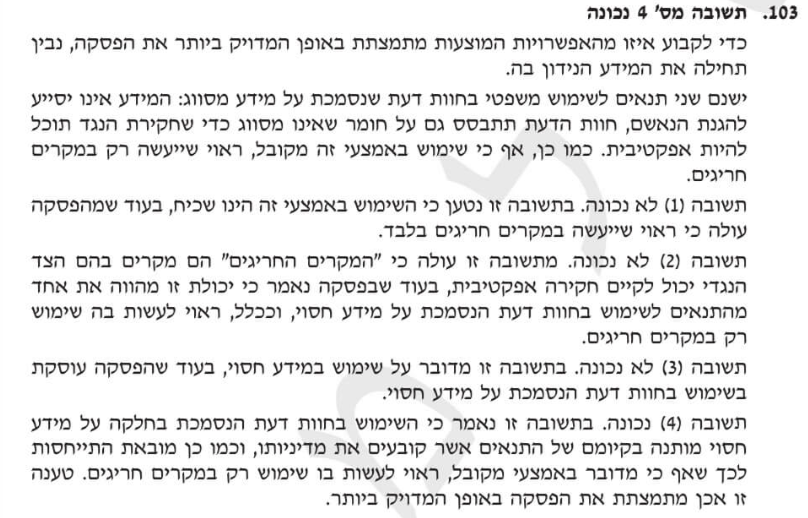 103. תשובה מס' 4 נכונה
כדי לקבוע איזו מהאפשרויות המוצעות מתמצתת באופן המדויק ביותר את הפסקה, נבין
תחילה את המידע הנידון בה.
ישנם שני תנאים לשימוש משפטי בחוות דעת שנסמכת על מידע מסווג: המידע אינו יסייע
להגנת הנאשם, חוות הדעת תתבסס גם על חומר שאינו מסווג כדי שחקירת הנגד תוכל
להיות אפקטיבית. כמו כן, אף כי שימוש באמצעי זה מקובל, ראוי שייעשה רק במקרים
חריגים.
תשובה (1) לא נכונה. בתשובה זו נטען כי השימוש באמצעי זה הינו שכיח, בעוד שמהפסקה
עולה כי ראוי שייעשה במקרים חריגים בלבד.
תשובה (2) לא נכונה. מתשובה זו עולה כי "המקרים החריגים" הם מקרים בהם הצד
הנגדי יכול לקיים חקירה אפקטיבית, בעוד שבפסקה נאמר כי יכולת זו מהווה את אחד
מהתנאים לשימוש בחוות דעת הנסמכת על מידע חסוי, וככלל, ראוי לעשות בה שימוש
רק במקרים חריגים.
תשובה (3) לא נכונה. בתשובה זו מדובר על שימוש במידע חסוי, בעוד שהפסקה עוסקת
בשימוש בחוות דעת הנסמכת על מידע חסוי.
תשובה (4) נכונה. בתשובה זו נאמר כי השימוש בחוות דעת הנסמכת בחלקה על מידע
חסוי מותנה בקיומם של התנאים אשר קובעים את מדיניותו, וכמו כן מובאת התייחסות
לכך שאף כי מדובר באמצעי מקובל, ראוי לעשות בו שימוש רק במקרים חריגים. טענה
זו אכן מתמצתת את הפסקה באופן המדויק ביותר.